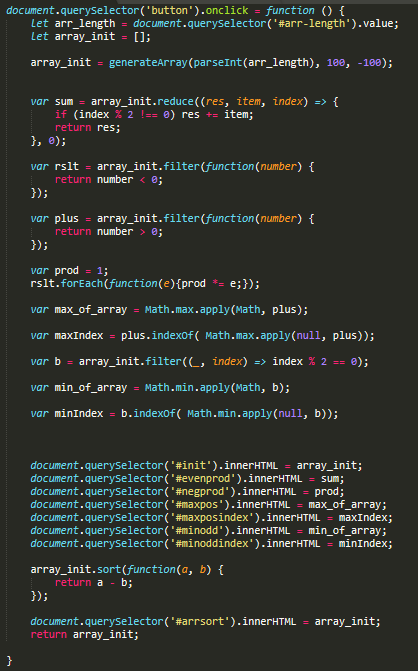 document.querySelector('button').onclick = function () {
let arr_length = document.querySelector('#arr-length').value;
let array_init = [];
array_init = generateArray(parseInt(arr_length), 100, -100);
var sum = array_init.reduce((res, item, index) => {
if (index % 2 !== 0) res += item;
return res;
}, 0);
var rslt = array_init.filter(function(number) {
return number < 0;
});
var plus = array_init.filter(function(number) {
return number > 0;
});
var prod = 1;
rslt.forEach(function(e){prod *= e;});
var max_of_array = Math.max.apply(Math, plus);
var maxIndex = plus.indexOf( Math.max.apply(null, plus));
var b = array_init.filter((_, index) => index % 2 == 0);
var min_of_array = Math.min.apply(Math, b);
var minIndex = b.indexOf( Math.min.apply(null, b));
document.querySelector('#init').innerHTML = array_init;
document.querySelector('#evenprod').innerHTML = sum;
document.querySelector('#negprod').innerHTML = prod;
document.querySelector('#maxpos').innerHTML = max_of_array;
document.querySelector('#maxposindex').innerHTML = maxIndex;
document.querySelector('#minodd').innerHTML = min_of_array;
document.querySelector('#minoddindex').innerHTML = minIndex;
array_init.sort(function(a, b) {
return a - b;
});
document.querySelector('#arrsort').innerHTML = array_init;
return array_init;
}